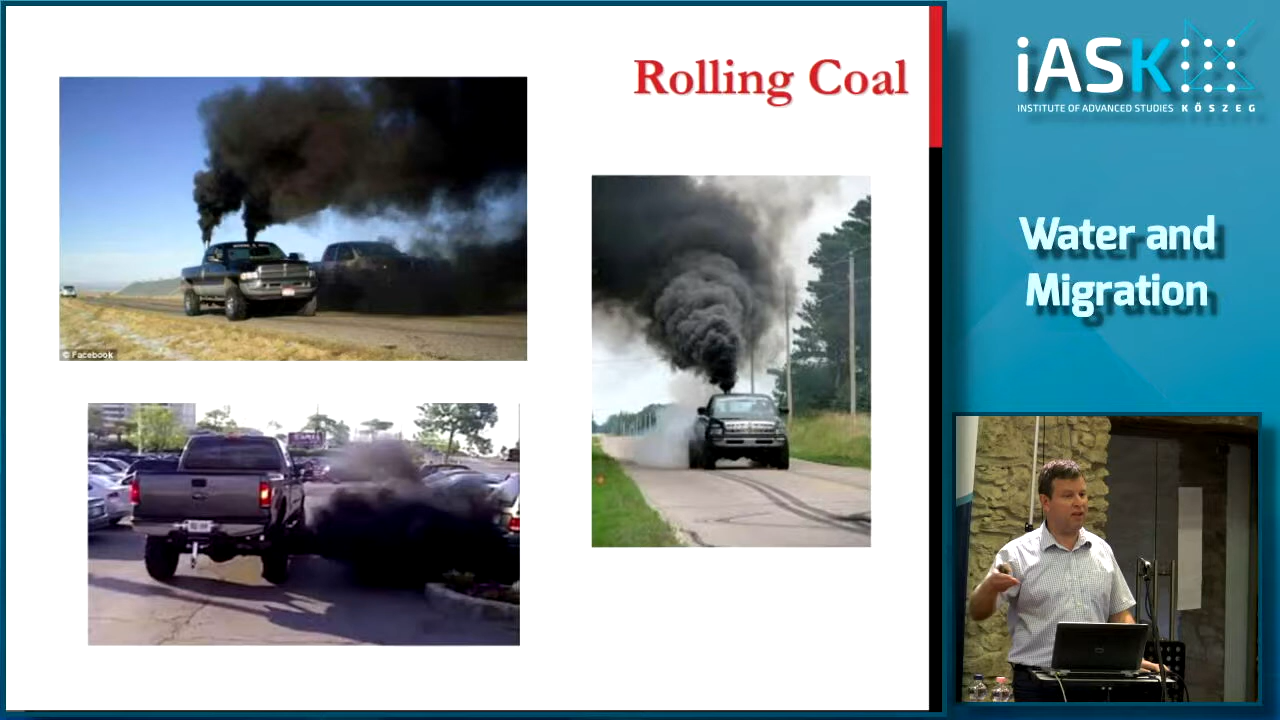 Rolling Coal
© Facebook
iASK
INSTITUTE OF ADVANCED STUDIES KŐSZEG
Water and
Migration